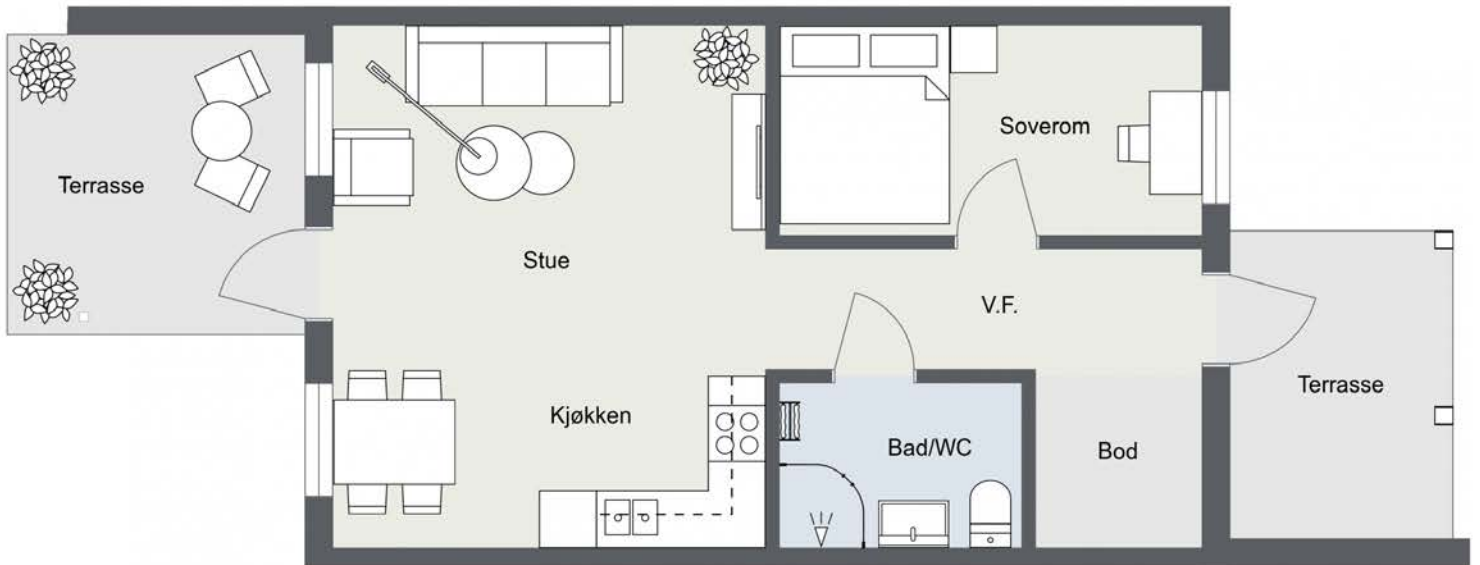 Soverom
Terrasse
Stue
V.F.
Terrasse
Kjøkken
Bad/WC
Bod